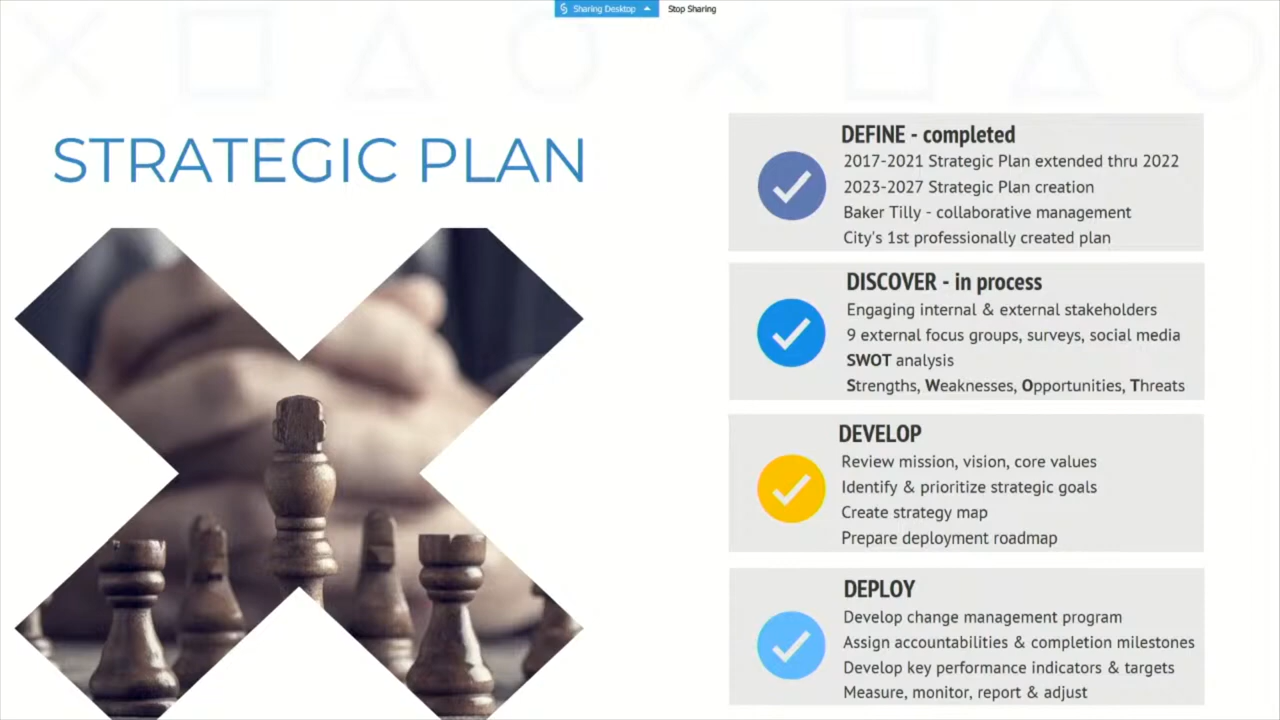 Sharing Desktop Stop Sharing
STRATEGIC PLAN
DEFINE - completed
2017-2021 Strategic Plan extended thru 2022
2023-2027 Strategic Plan creation
Baker Tilly - collaborative management
City's 1st professionally created plan
DISCOVER - in process
Engaging internal & external stakeholders
9 external focus groups, surveys, social media
SWOT analysis
Strengths, Weaknesses, Opportunities, Threats
DEVELOP
Review mission, vision, core values
Identify & prioritize strategic goals
Create strategy map
Prepare deployment roadmap
DEPLOY
Develop change management program
Assign accountabilities & completion milestones
Develop key performance indicators & targets
Measure, monitor, report & adjust